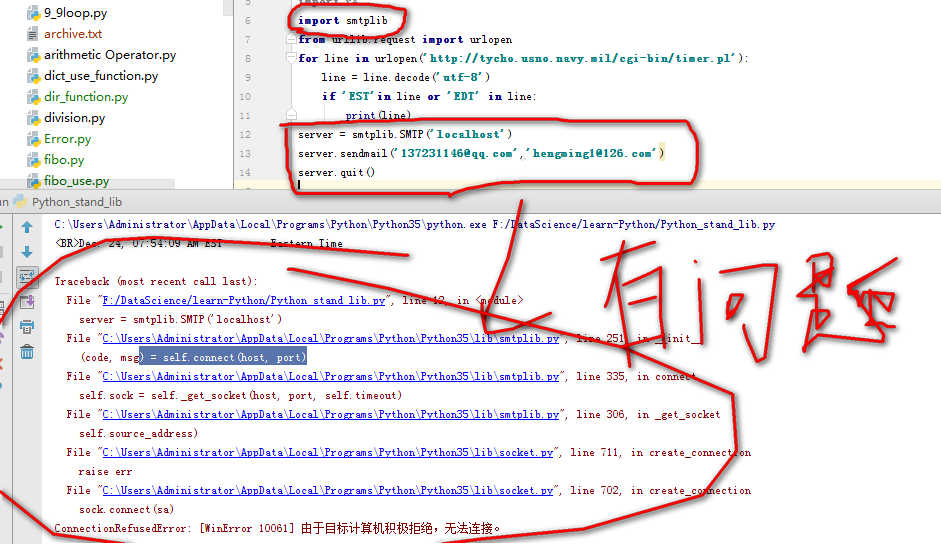 9_9loop.py
archive.txt
arithmetic Operator.py
dict_use_function.py
dir_function.py
division.py
Error.py
fibo.py
fibo_use.py
6 import smtplib
7 from urllib.request import urlopen
8 for line in urlopen('http://tycho.usno.navy.mil/cgi-bin/timer.pl'):
9 line = line.decode('utf-8')
10 if 'EST'in line or 'EDT' in line:
11 print(line)
12 server = smtplib.SMTP('localhost')
13 server.sendmail('137231146@qq.com','hengming1@126.com')
14 server.quit()
Python_stand_lib
C:\Users\Administrator\AppData\Local\Programs\Python\Python35\python.exe F:/DataScience/learn-Python/Python_stand_lib.py
<BR>Dec. 24, 07:54:09 AM EST Eastern Time
Traceback (most recent call last):
File "F:/DataScience/learn-Python/Python_stand_lib.py", line 12, in <module>
server = smtplib.SMTP('localhost')
File "C:\Users\Administrator\AppData\Local\Programs\Python\Python35\lib\smtplib.py", line 251, in __init__
(code, msg) = self.connect(host, port)
File "C:\Users\Administrator\AppData\Local\Programs\Python\Python35\lib\smtplib.py", line 335, in connect
self.sock = self._get_socket(host, port, self.timeout)
File "C:\Users\Administrator\AppData\Local\Programs\Python\Python35\lib\smtplib.py", line 306, in _get_socket
self.source_address)
File "C:\Users\Administrator\AppData\Local\Programs\Python\Python35\lib\socket.py", line 711, in create_connection
raise err
File "C:\Users\Administrator\AppData\Local\Programs\Python\Python35\lib\socket.py", line 702, in create_connection
sock.connect(sa)
ConnectionRefusedError: [WinError 10061] 由于目标计算机积极拒绝，无法连接。
有问题